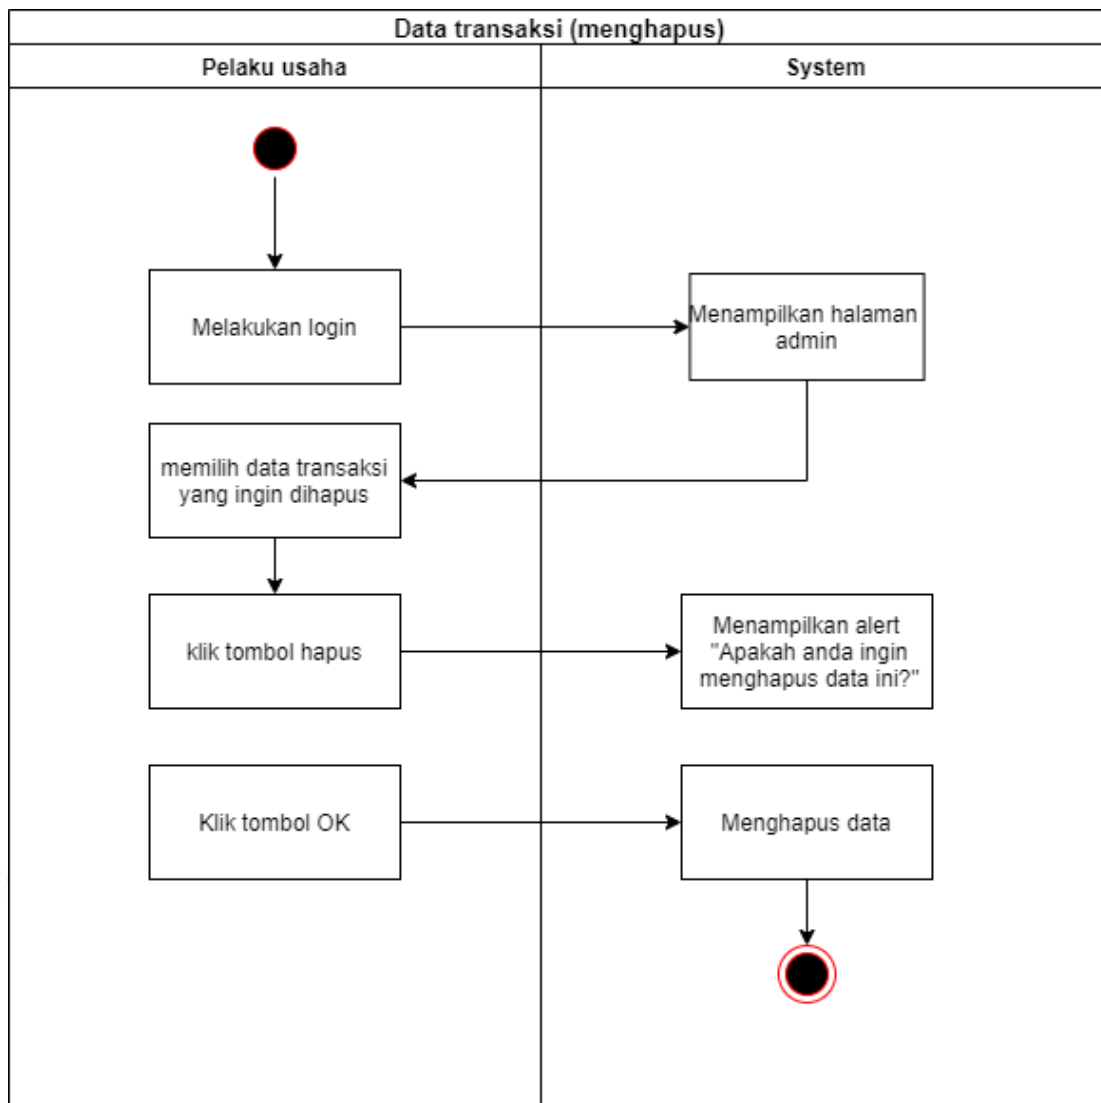 Data transaksi (menghapus)
Pelaku usaha
System
Melakukan login
Menampilkan halaman
admin
memilih data transaksi
yang ingin dihapus
klik tombol hapus
Menampilkan alert
"Apakah anda ingin
menghapus data ini?"
Klik tombol OK
Menghapus data